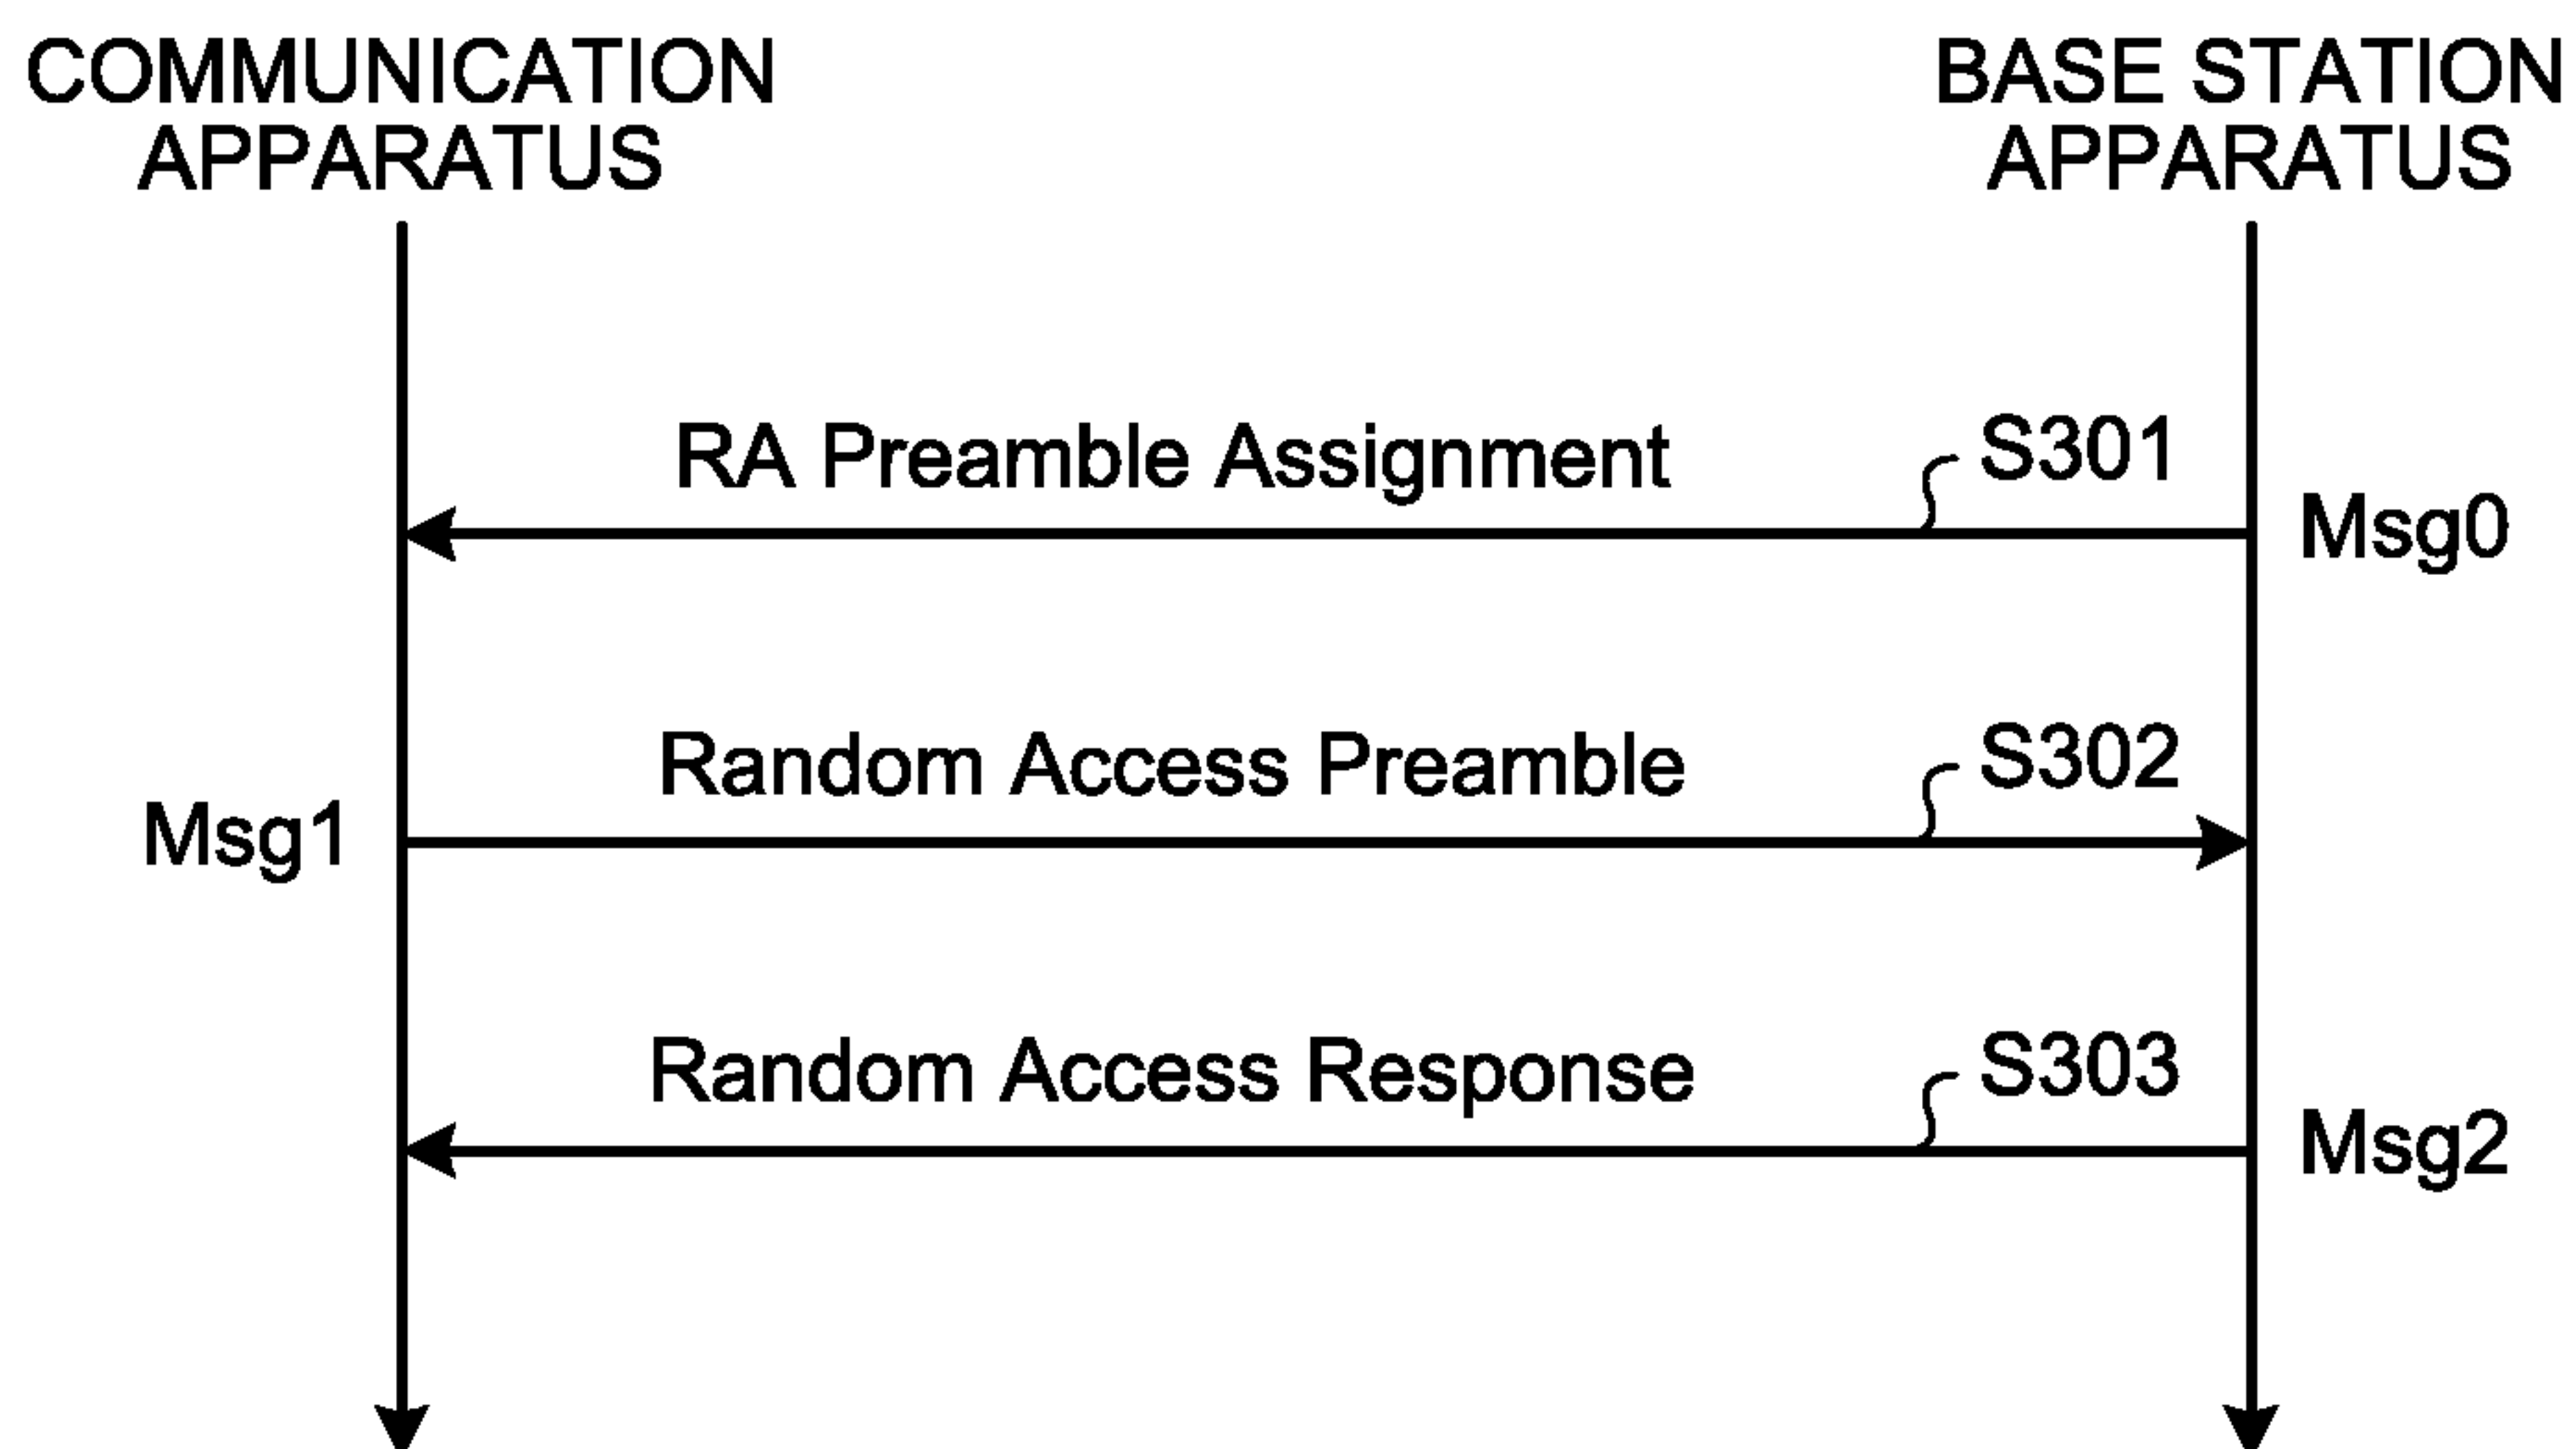 COMMUNICATION
APPARATUS
BASE STATION
APPARATUS
RA Preamble Assignment
S301
Msg0
Random Access Preamble
S302
Msg1
Random Access Response
S303
Msg2